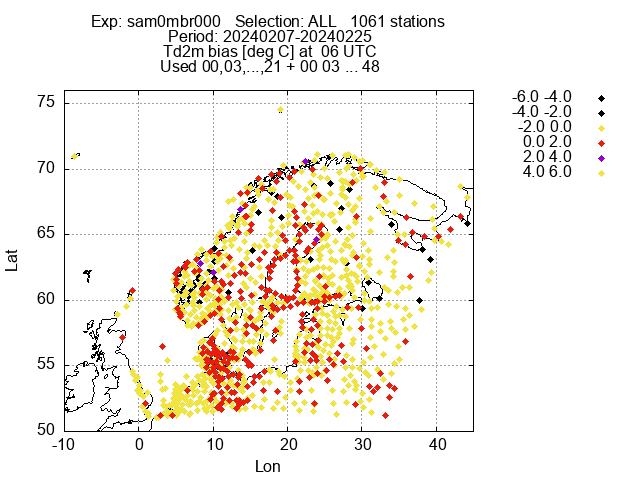 Exp: sam0mbr000 Selection: ALL 1061 stations
Period: 20240207-20240225
Td2m bias [deg C] at 06 UTC
Used 00,03,...,21 + 00 03 ... 48
-6.0 -4.0
-4.0 -2.0
-2.0 0.0
0.0 2.0
2.0 4.0
4.0 6.0
75
70
65
60
55
50
Lat
-10 0 10 20 30 40
Lon